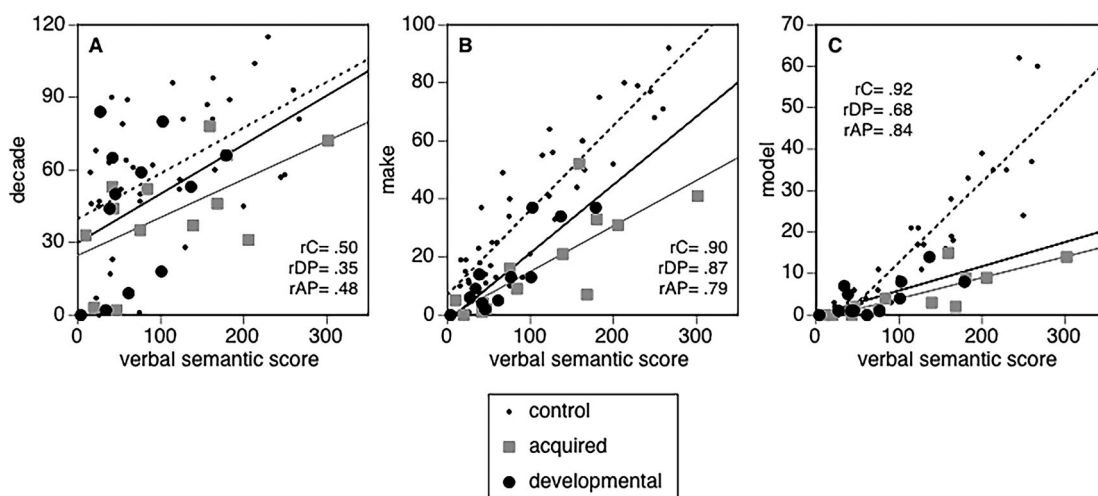 A
120
90
60
30
0
decade
rC= .50
rDP= .35
rAP= .48
0 100 200 300
verbal semantic score
B
100
80
60
40
20
0
make
rC= .90
rDP= .87
rAP= .79
0 100 200 300
verbal semantic score
C
70
60
50
40
30
20
10
0
model
rC= .92
rDP= .68
rAP= .84
0 100 200 300
verbal semantic score
control
acquired
developmental